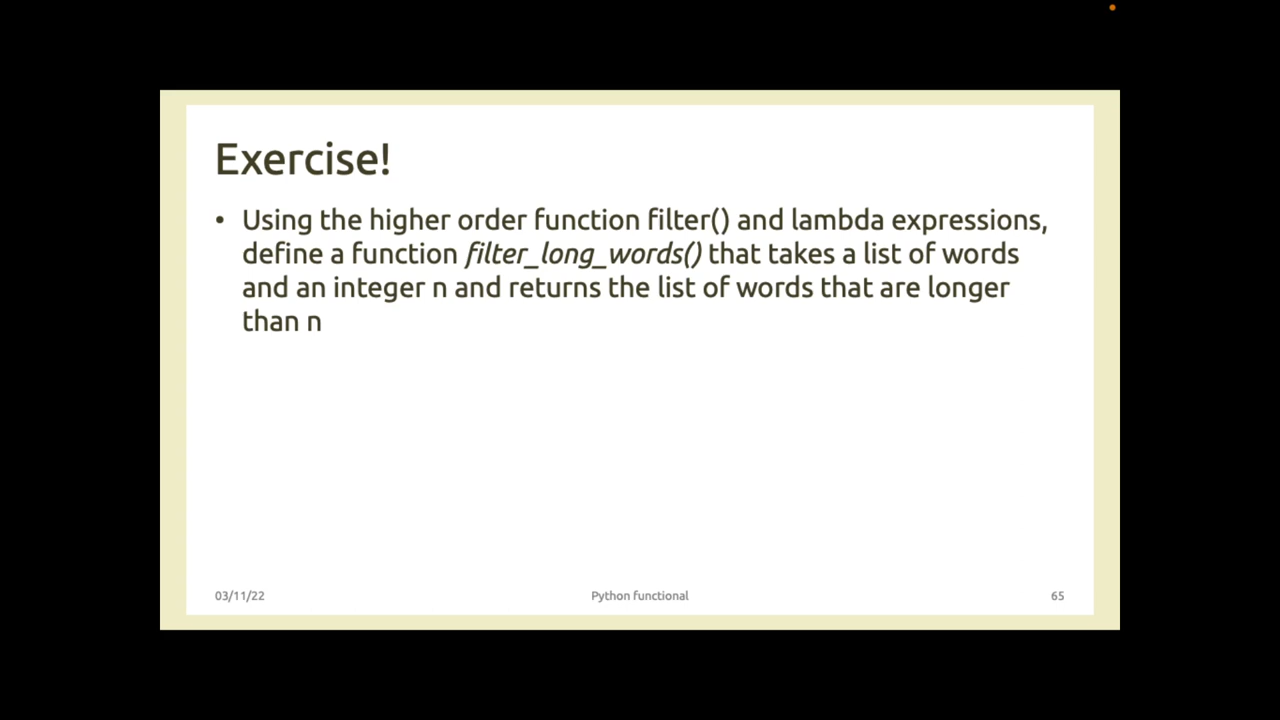 Exercise!
• Using the higher order function filter() and lambda expressions,
define a function filter_long_words() that takes a list of words
and an integer n and returns the list of words that are longer
than n
03/11/22 Python functional 65